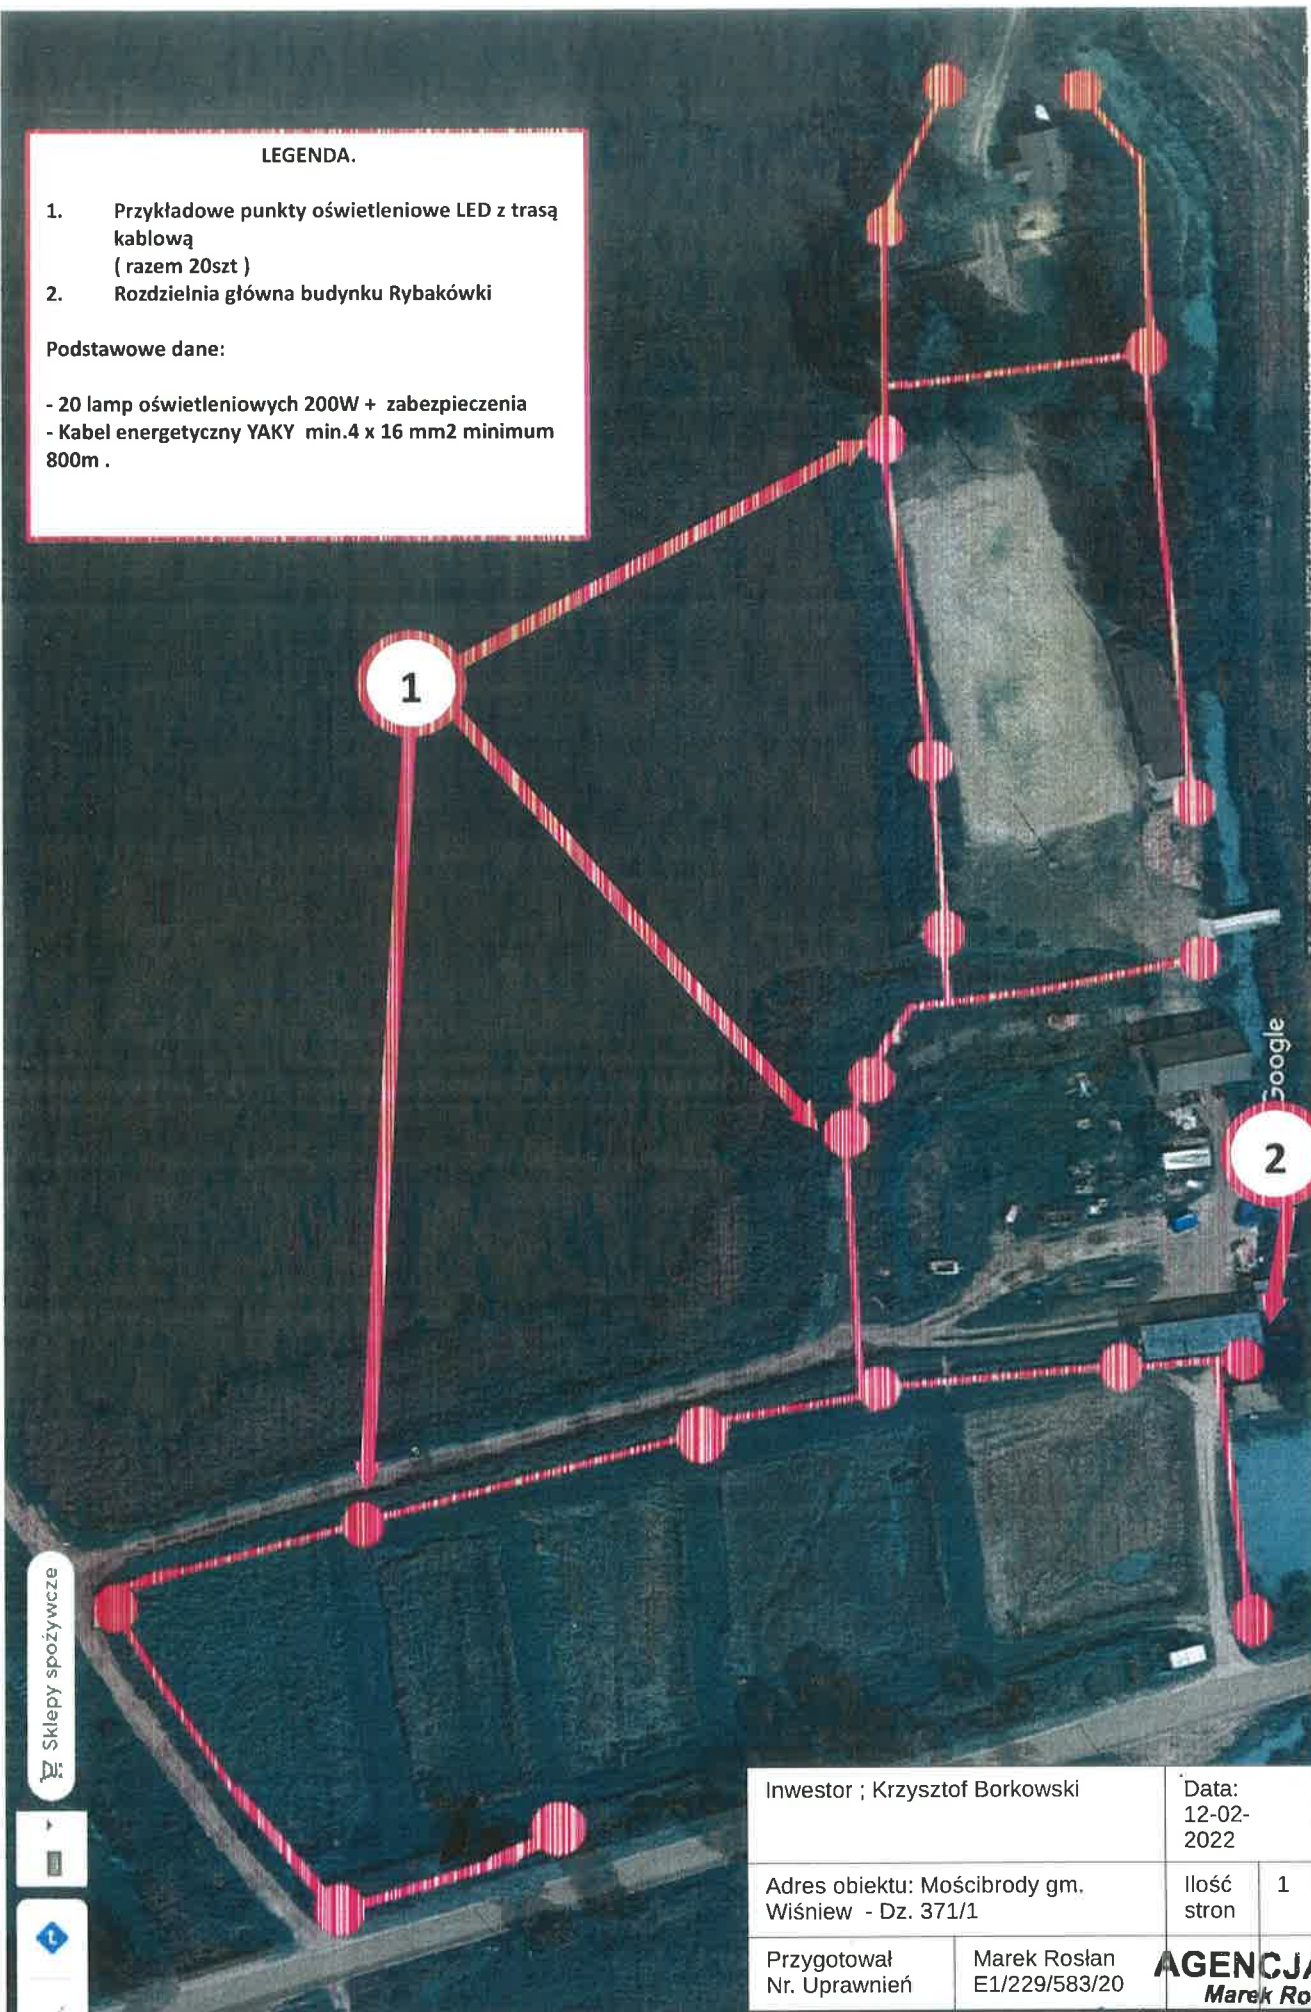 LEGENDA.
1. Przykładowe punkty oświetleniowe LED z trasą
kablową
( razem 20szt )
2. Rozdzielnia główna budynku Rybakówki
Podstawowe dane:
- 20 lamp oświetleniowych 200W + zabezpieczenia
- Kabel energetyczny YAKY min.4 x 16 mm2 minimum
800m .
1
Google
2
Sklepy spożywcze
Inwestor ; Krzysztof Borkowski
Data:
12-02-
2022
Adres obiektu: Mościbrody gm.
Wiśniew - Dz. 371/1
Ilość
stron
1
Przygotował
Nr. Uprawnień
Marek Rosłan
E1/229/583/20
AGENCJA
Marek Ro